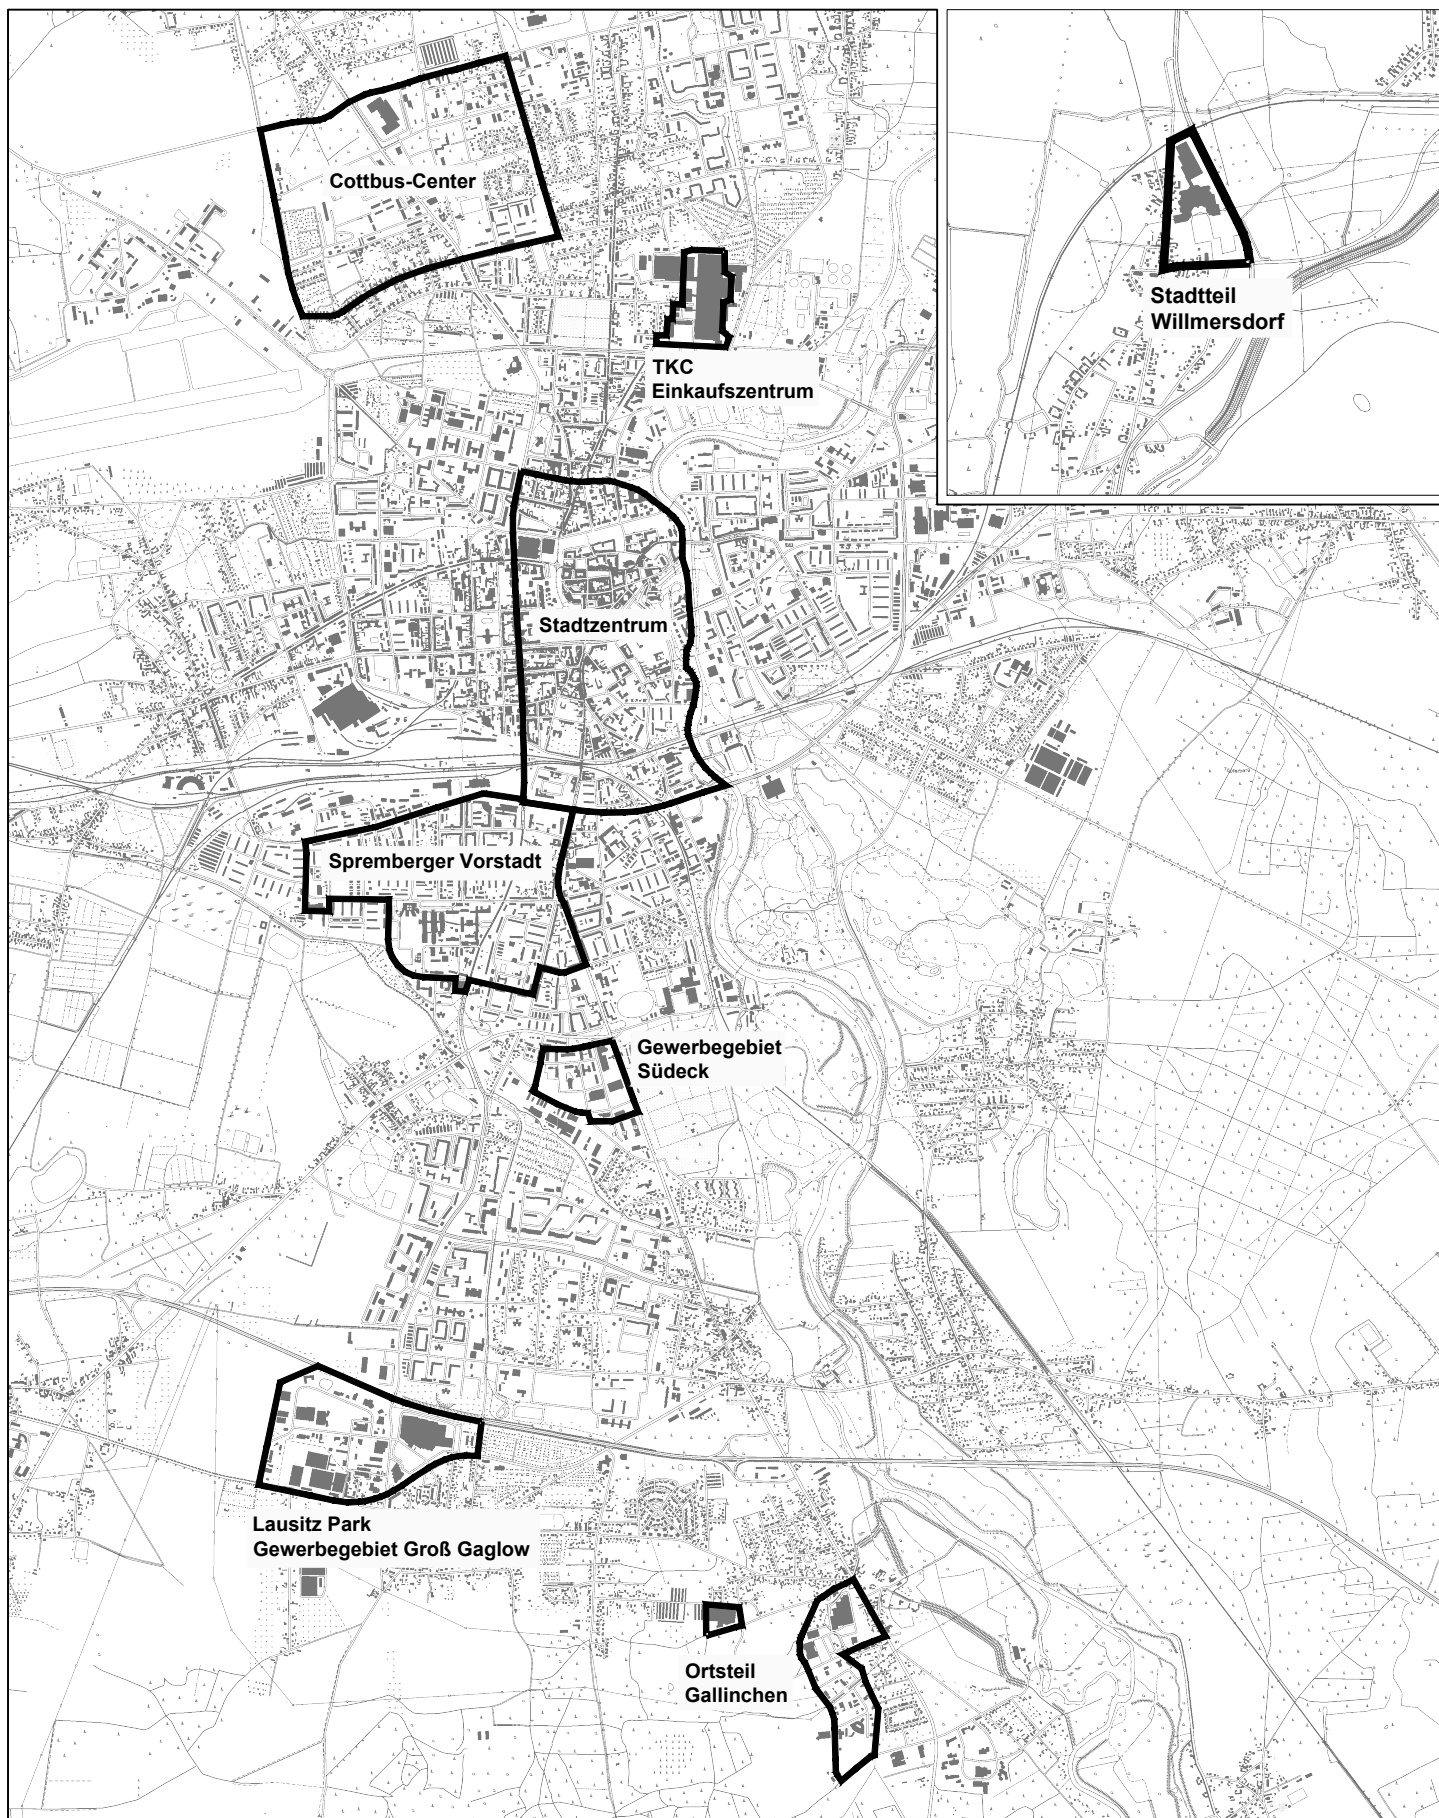 Cottbus-Center
Stadtteil
Willmersdorf
TKC
Einkaufszentrum
Stadtzentrum
Spremberger Vorstadt
Gewerbegebiet
Südeck
Lausitz Park
Gewerbegebiet Groß Gaglow
Ortsteil
Gallinchen